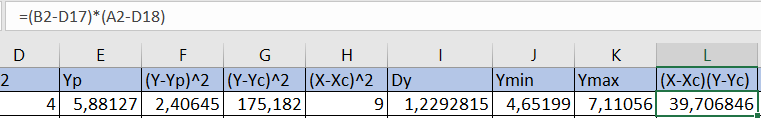 =(B2-D17)*(A2-D18)
D E F G H I J K L
2 Yp (Y-Yp)^2 (Y-Yc)^2 (X-Xc)^2 Dy Ymin Ymax (X-Xc)(Y-Yc)
4 5,88127 2,40645 175,182 9 1,2292815 4,65199 7,11056 39,706846